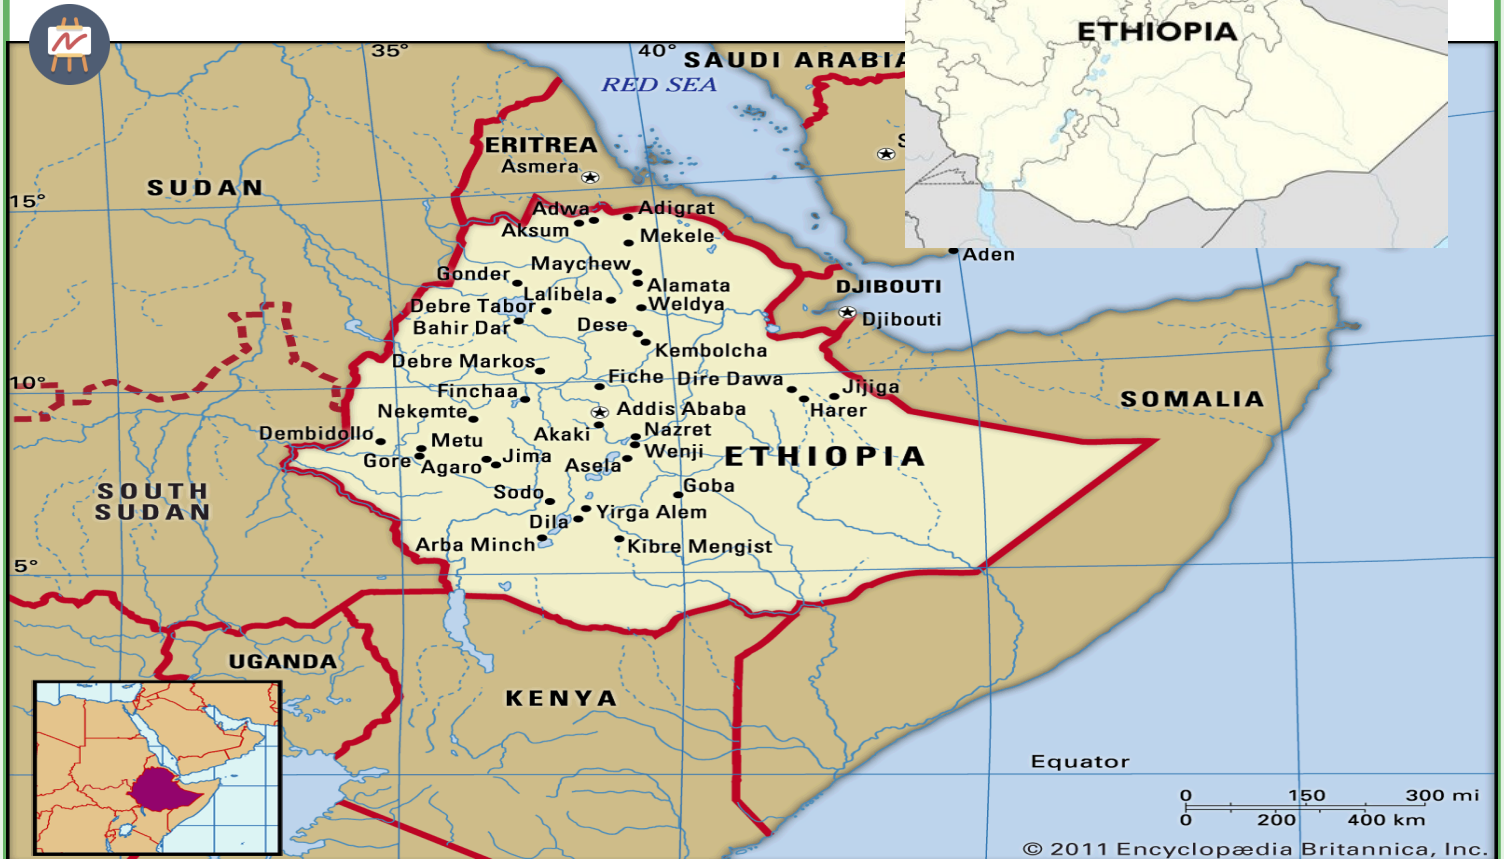 35°
40°
SAUDI ARABIA
ETHIOPIA
RED SEA
ERITREA
Asmera
S
SUDAN
15°
Adwa
Adigrat
Aksum
Mekele
Aden
Maychew
Gonder
Alamata
DJIBOUTI
Lalibela
Debre Tabor
Weldya
Djibouti
Bahir Dar
Dese
Kembolcha
Debre Markos
10°
Fiche
Dire Dawa
Jijiga
Finchaa
SOMALIA
Nekemte
Addis Ababa
Harer
Dembidollo
Metu
Akaki
Nazret
Gore
Agaro
Jima
Wenji
ETHIOPIA
Asela
SOUTH
SUDAN
Sodo
Goba
Dila
Yirga Alem
Arba Minch
Kibre Mengist
5°
UGANDA
KENYA
Equator
0 150 300 mi
0 200 400 km
© 2011 Encyclopædia Britannica, Inc.